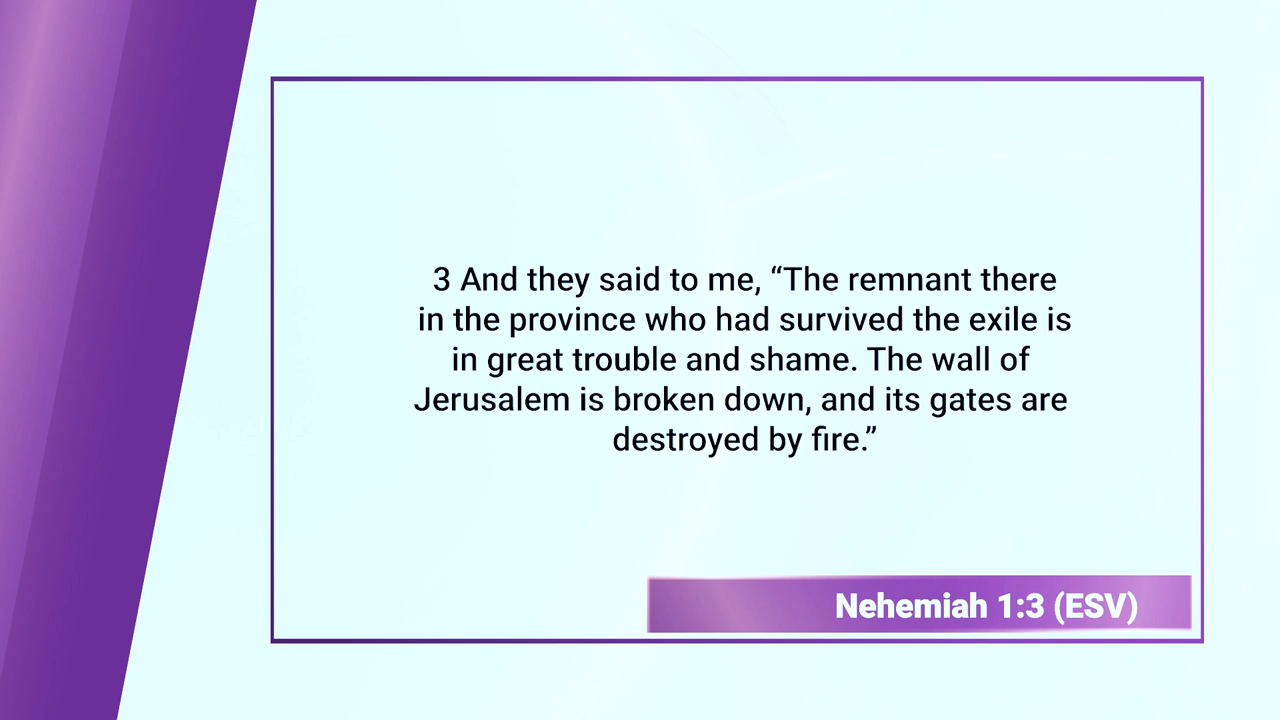 3 And they said to me, “The remnant there
in the province who had survived the exile is
in great trouble and shame. The wall of
Jerusalem is broken down, and its gates are
destroyed by fire.”
Nehemiah 1:3 (ESV)